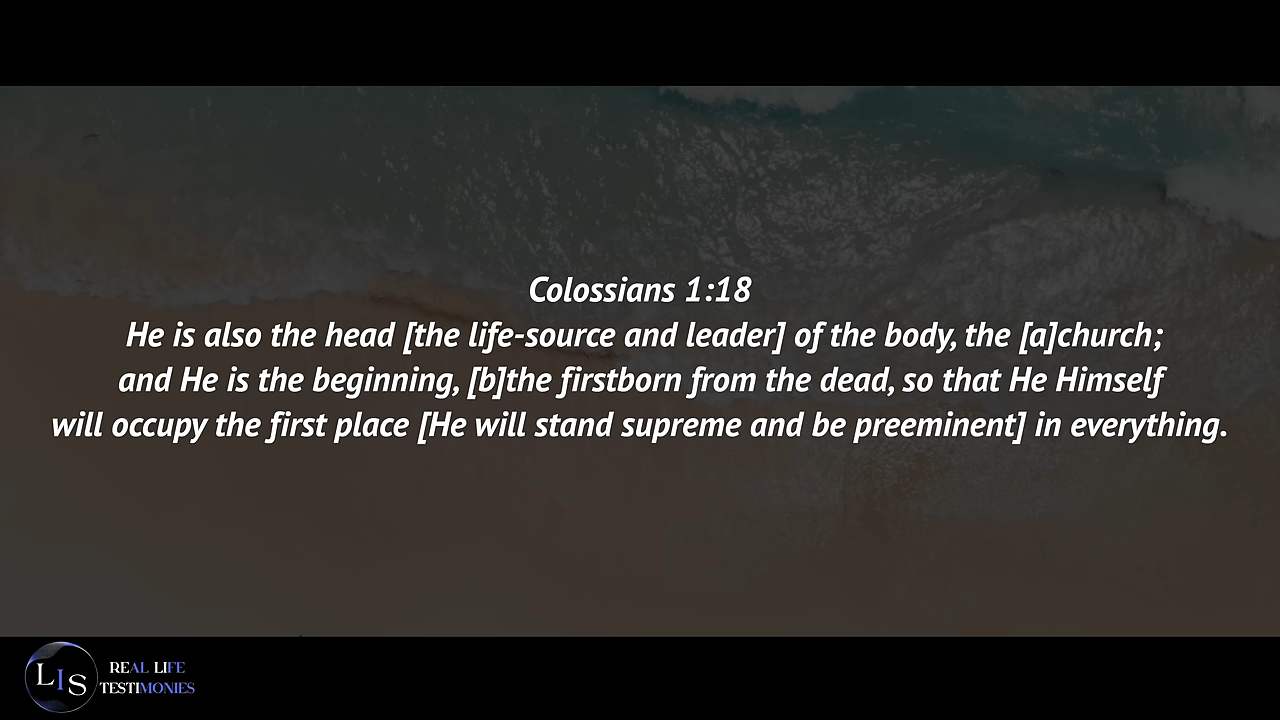 Colossians 1:18
He is also the head [the life-source and leader] of the body, the [a]church;
and He is the beginning, [b]the firstborn from the dead, so that He Himself
will occupy the first place [He will stand supreme and be preeminent] in everything.
LIS
REAL LIFE
TESTIMONIES